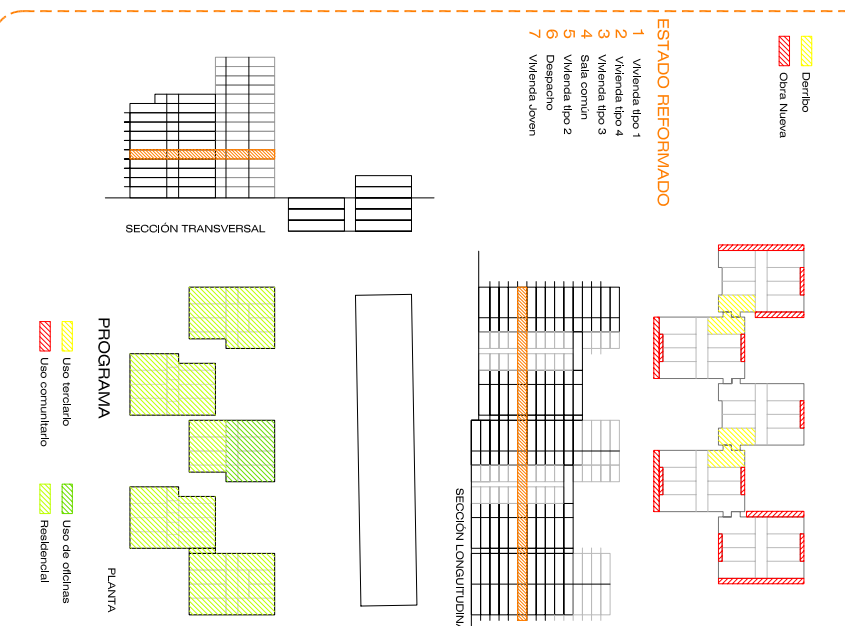 Derribo
Obra Nueva
ESTADO REFORMADO
1 Vivienda tipo 1
2 Vivienda tipo 4
3 Vivienda tipo 3
4 Sala común
5 Vivienda tipo 2
6 Despacho
7 Vivienda Joven
SECCIÓN TRANSVERSAL
SECCIÓN LONGUITUDINA
PROGRAMA
Uso terciario
Uso comunitario
Uso de oficinas
Residencial
PLANTA